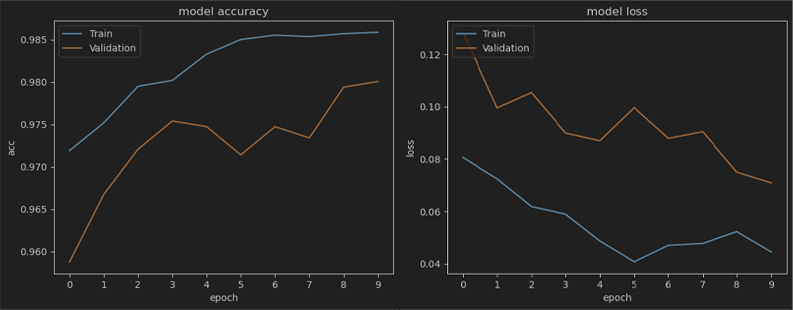 model accuracy
Train
Validation
0.985
0.980
0.975
0.970
0.965
0.960
acc
0 1 2 3 4 5 6 7 8 9
epoch
model loss
Train
Validation
0.12
0.10
0.08
0.06
0.04
loss
0 1 2 3 4 5 6 7 8 9
epoch